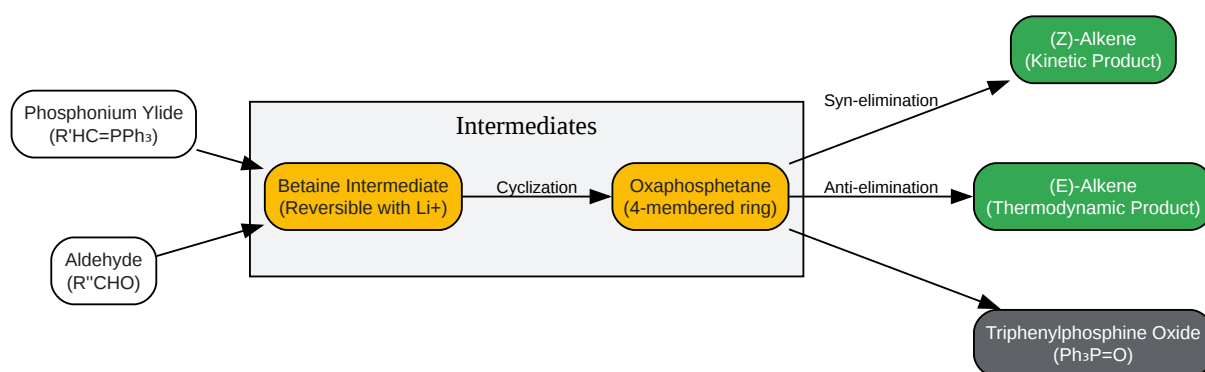 Phosphonium Ylide
(R'HC=PPh₃)
Aldehyde
(R''CHO)
Intermediates
Betaine Intermediate
(Reversible with Li+)
Cyclization
Oxaphosphetane
(4-membered ring)
Syn-elimination
(Z)-Alkene
(Kinetic Product)
Anti-elimination
(E)-Alkene
(Thermodynamic Product)
Triphenylphosphine Oxide
(Ph₃P=O)